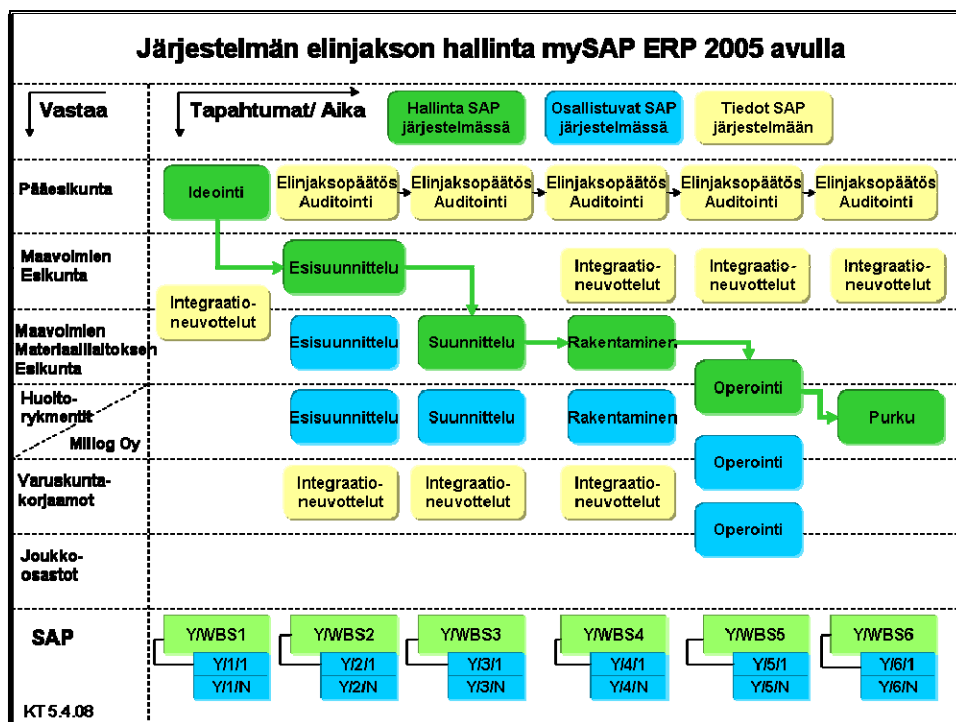 Järjestelmän elinjakson hallinta mySAP ERP 2005 avulla
Vastaa
Tapahtumat/ Aika
Hallinta SAP
järjestelmässä
Osallistuvat SAP
järjestelmässä
Tiedot SAP
järjestelmään
Pääesikunta
Ideointi
Elinjaksopäätös
Auditointi
Elinjaksopäätös
Auditointi
Elinjaksopäätös
Auditointi
Elinjaksopäätös
Auditointi
Elinjaksopäätös
Auditointi
Maavoimien
Esikunta
Integraatio-
neuvottelut
Esisuunnittelu
Integraatio-
neuvottelut
Integraatio-
neuvottelut
Integraatio-
neuvottelut
Maavoimien
Materiaalilaitoksen
Esikunta
Esisuunnittelu
Suunnittelu
Rakentaminen
Operointi
Huolto-
rykmentit
Millog Oy
Esisuunnittelu
Suunnittelu
Rakentaminen
Purku
Operointi
Varuskunta-
korjaamot
Integraatio-
neuvottelut
Integraatio-
neuvottelut
Integraatio-
neuvottelut
Operointi
Joukko-
osastot
SAP
Y/WBS1
Y/1/1
Y/1/N
Y/WBS2
Y/2/1
Y/2/N
Y/WBS3
Y/3/1
Y/3/N
Y/WBS4
Y/4/1
Y/4/N
Y/WBS5
Y/5/1
Y/5/N
Y/WBS6
Y/6/1
Y/6/N
KT 5.4.08